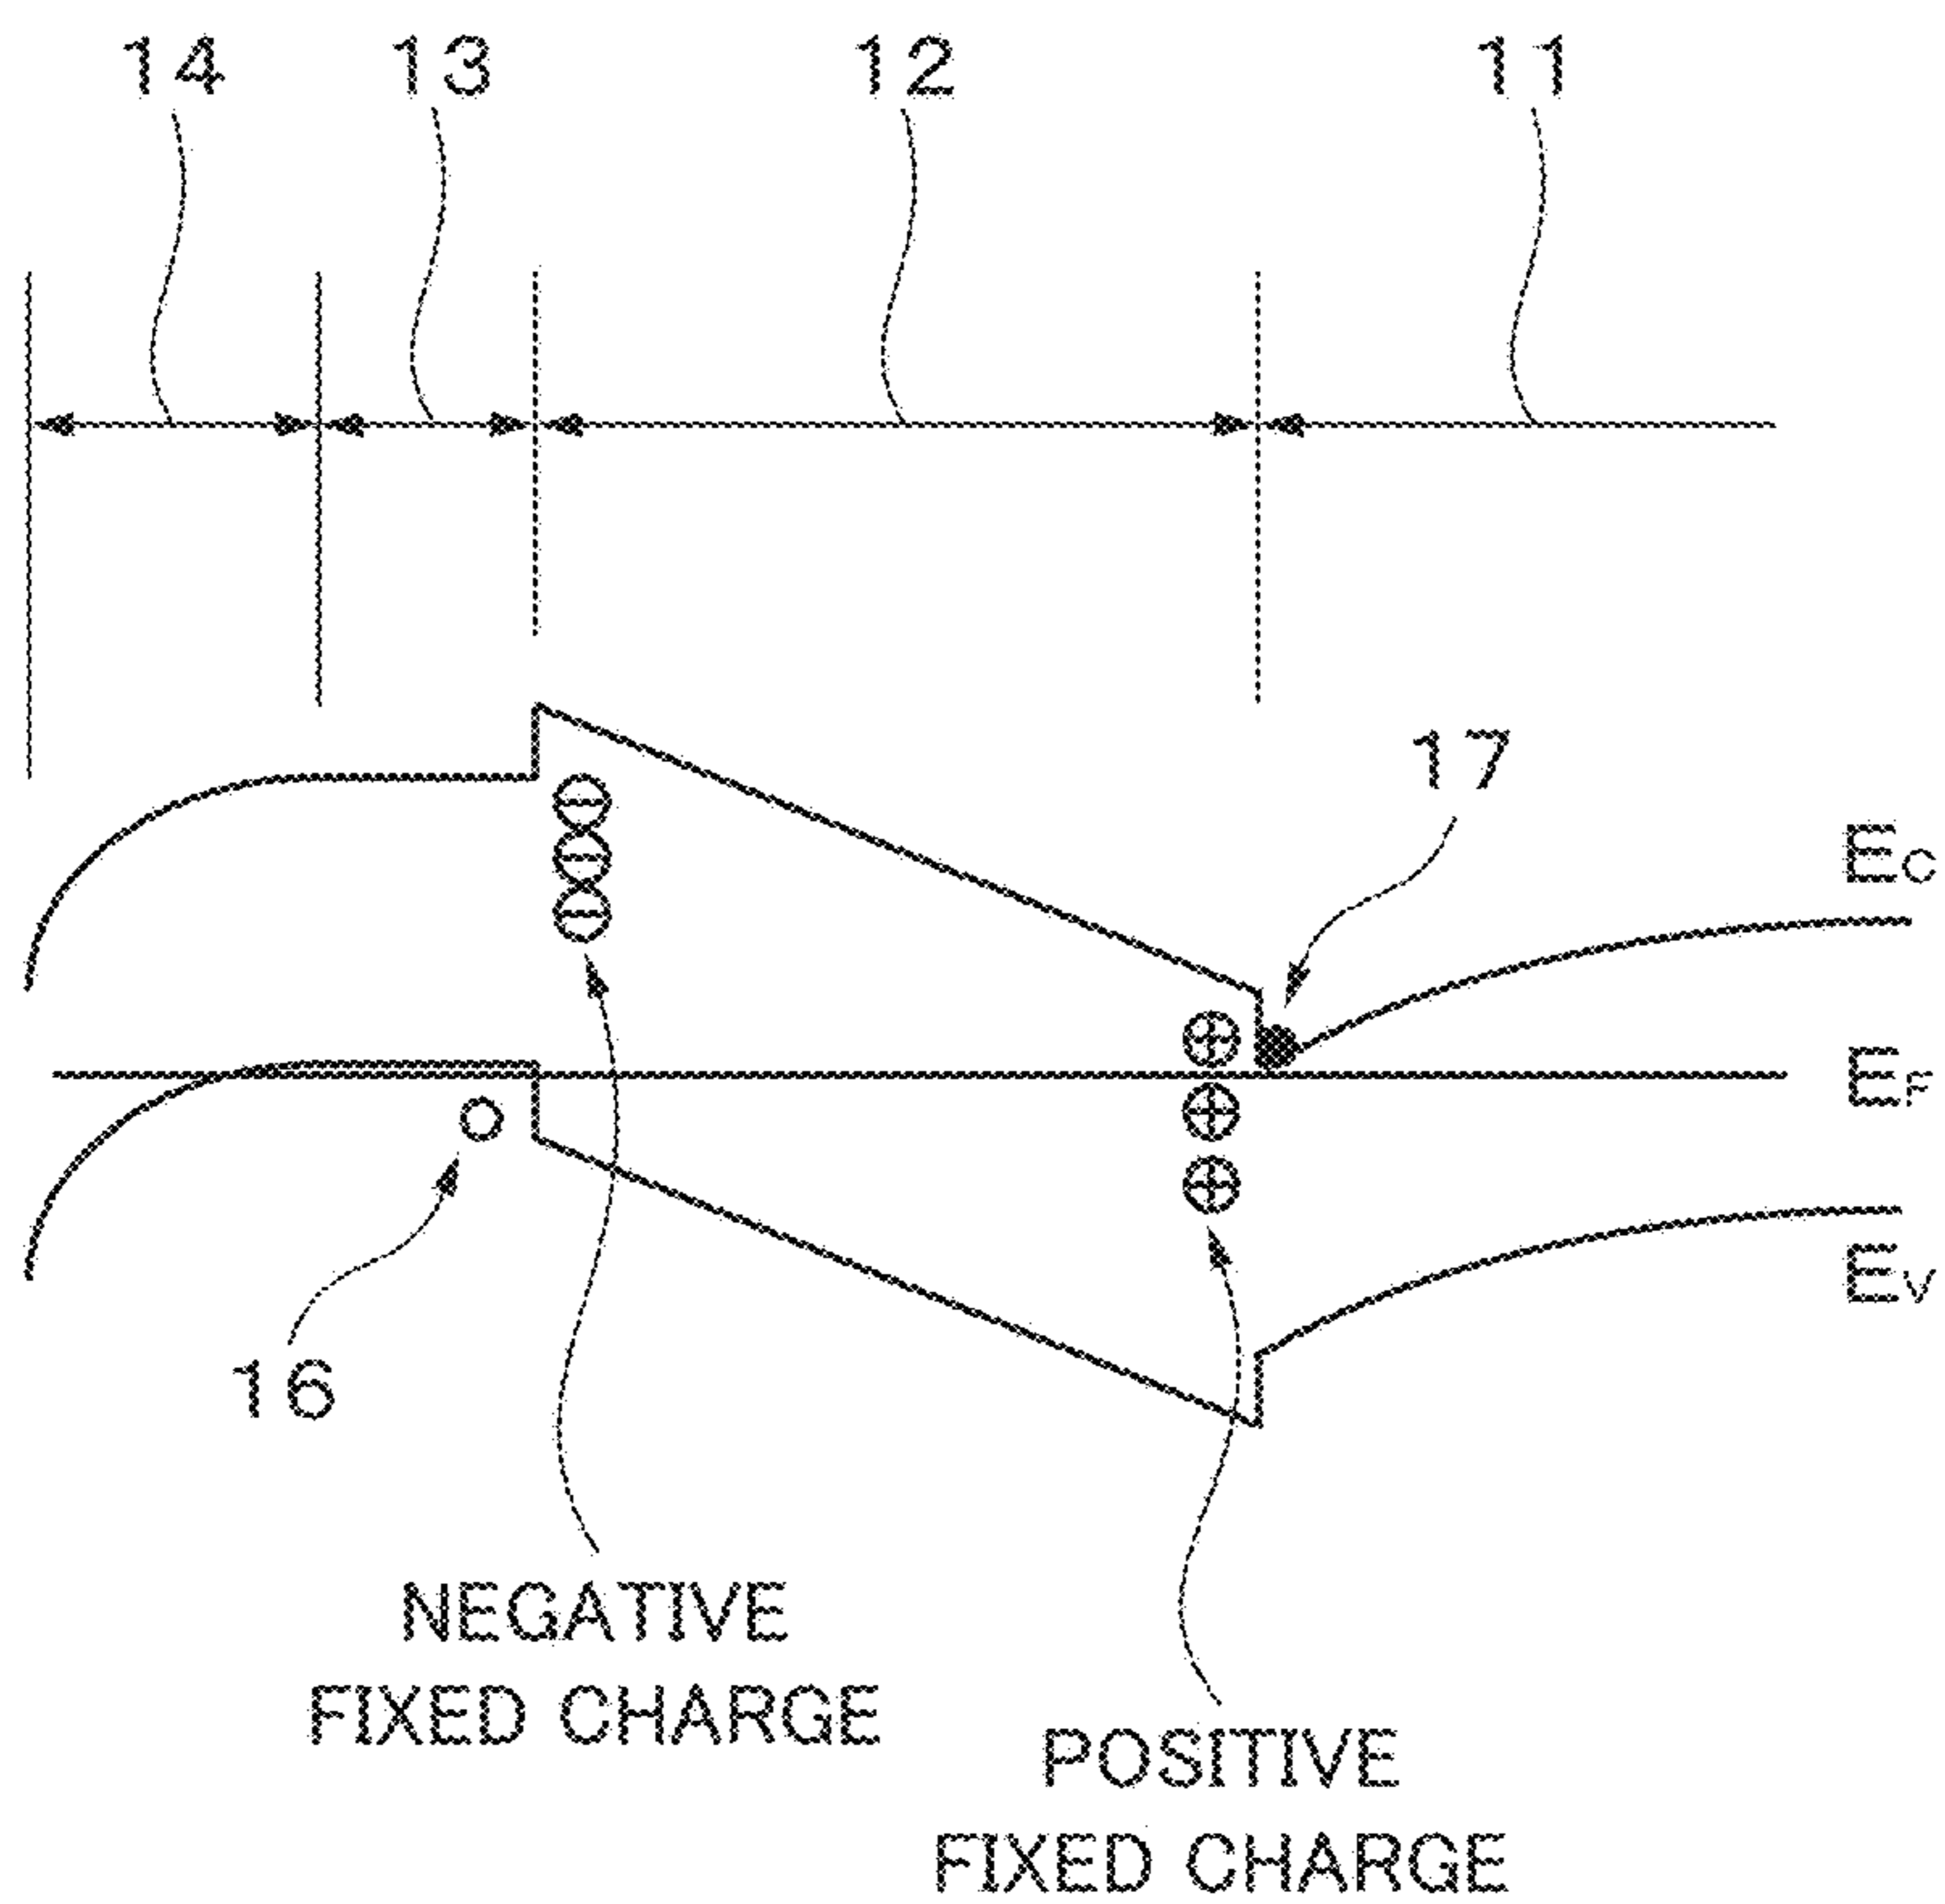 14 13 12 11
17
EC
EF
EV
16
NEGATIVE
FIXED CHARGE
POSITIVE
FIXED CHARGE